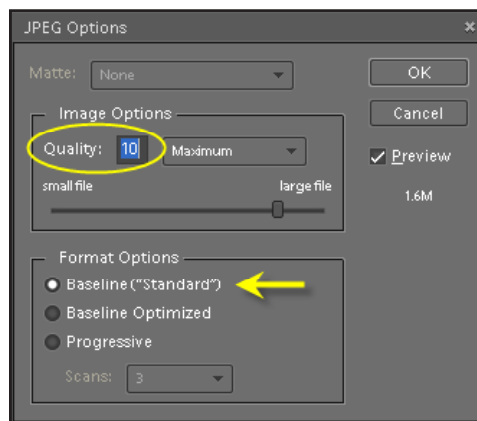 JPEG Options
Matte: None
OK
Image Options
Cancel
Quality: 10 Maximum
Preview
small file large file
1.6M
Format Options
Baseline ("Standard")
Baseline Optimized
Progressive
Scans: 3